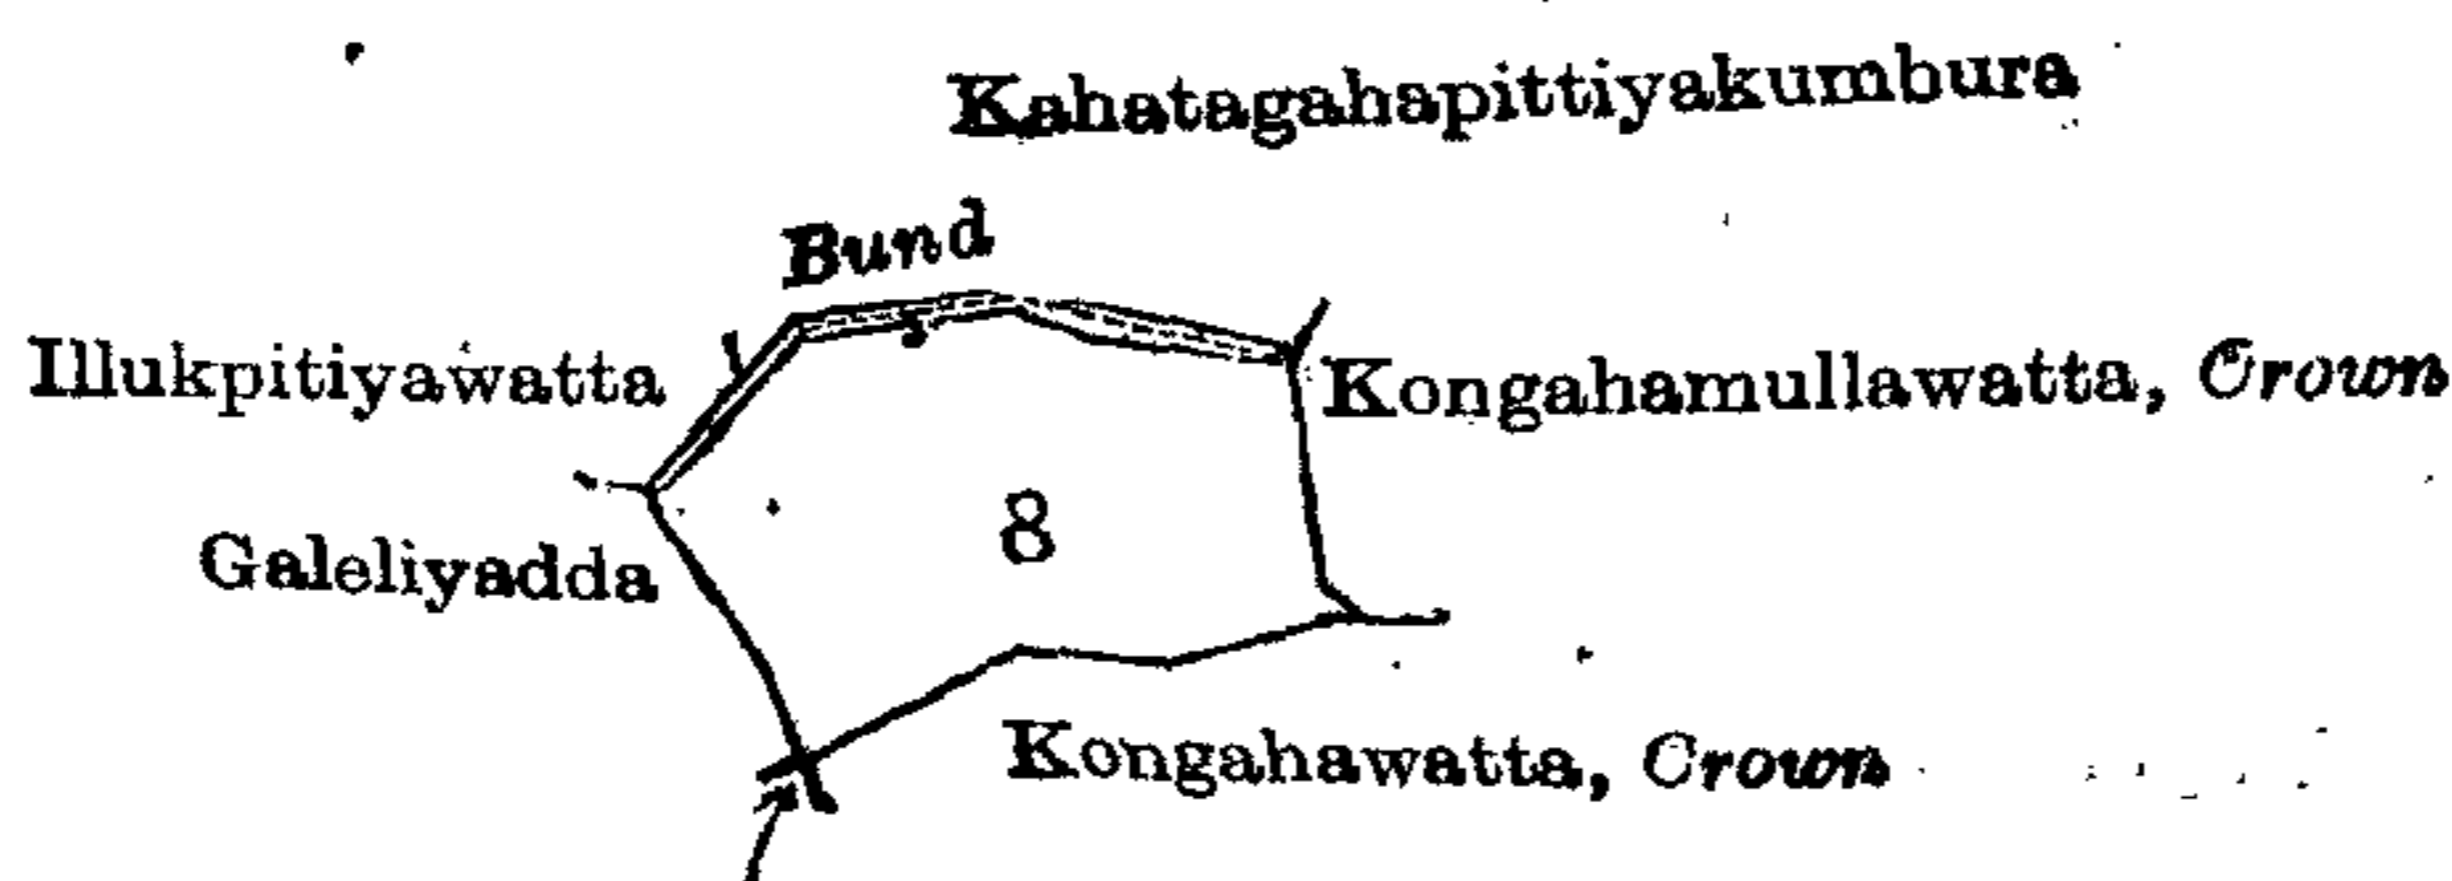 Kahatagahapittiyakumbura
Bund
Illukpitiyawatta
Kongahamullawatta, Crown
Galeliyadda
8
Kongahawatta, Crown